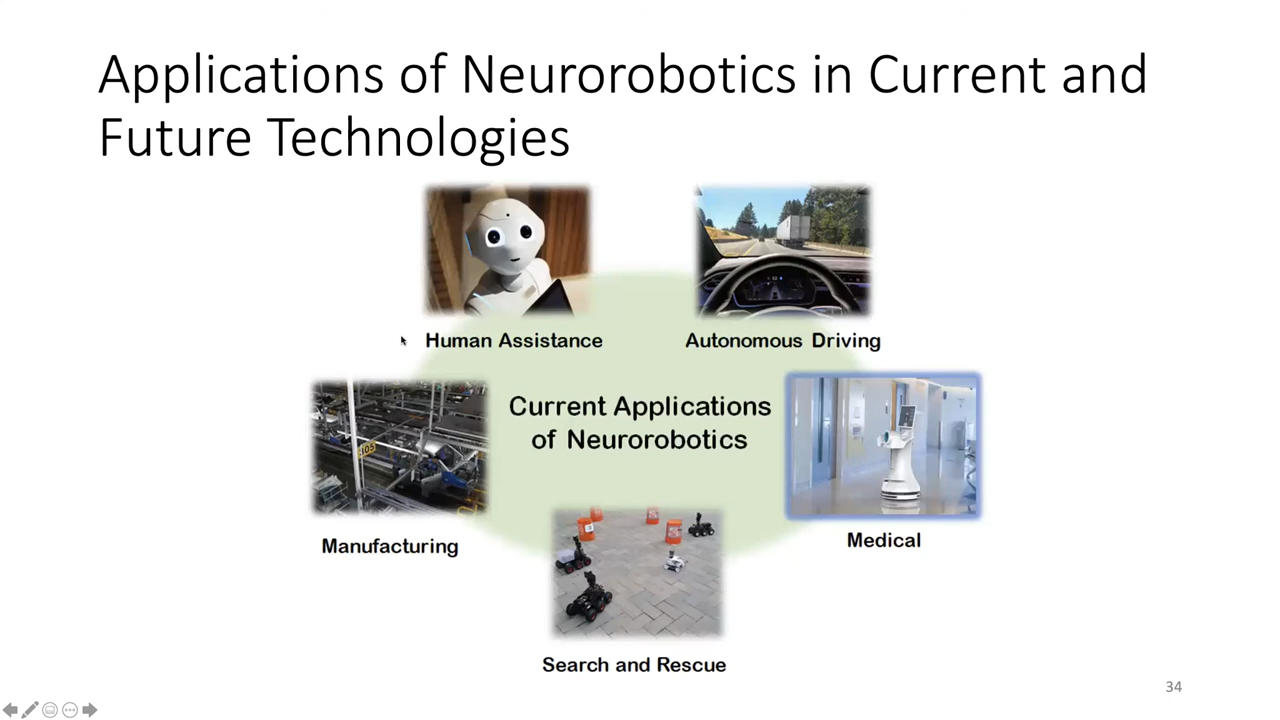 Applications of Neurorobotics in Current and
Future Technologies
Human Assistance
Autonomous Driving
Current Applications
of Neurorobotics
Manufacturing
Medical
Search and Rescue
34